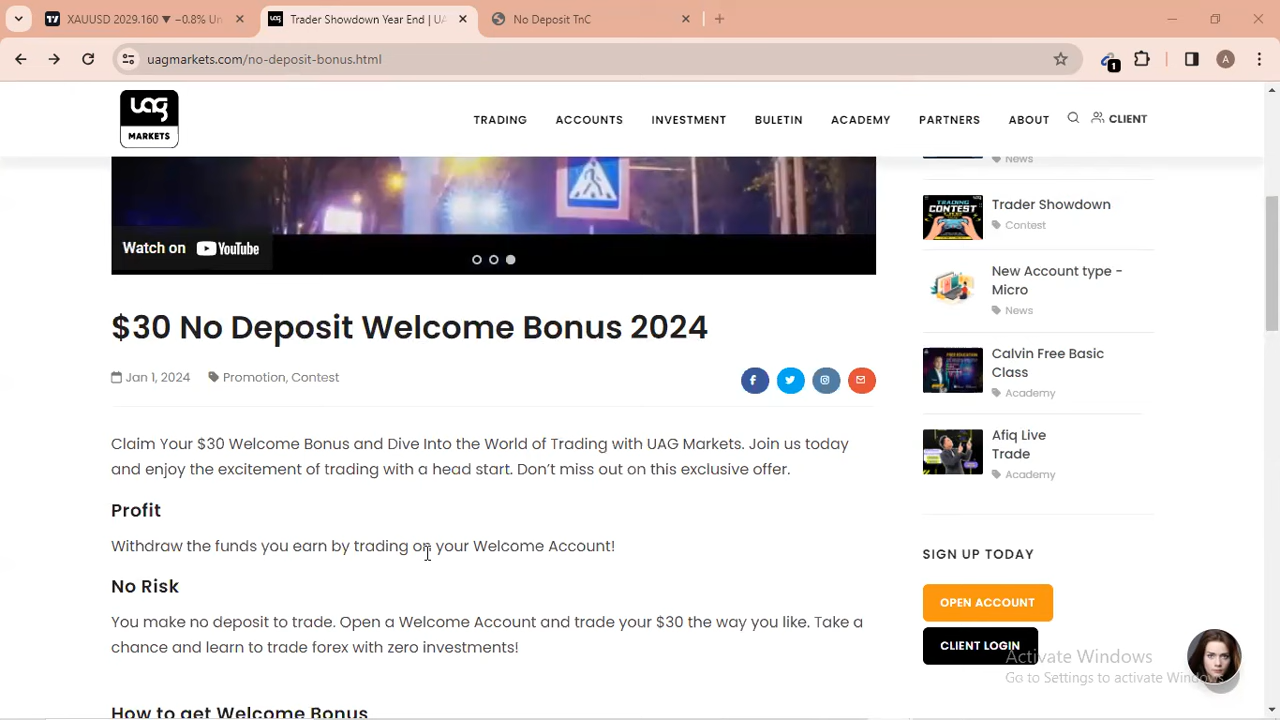 XAUUSD 2029.160 ▼ −0.8% Un
Trader Showdown Year End | UA
No Deposit TnC
uagmarkets.com/no-deposit-bonus.html
1
A
uag
MARKETS
TRADING
ACCOUNTS
INVESTMENT
BULETIN
ACADEMY
PARTNERS
ABOUT
CLIENT
Watch on YouTube
$30 No Deposit Welcome Bonus 2024
Jan 1, 2024
Promotion, Contest
Claim Your $30 Welcome Bonus and Dive Into the World of Trading with UAG Markets. Join us today
and enjoy the excitement of trading with a head start. Don’t miss out on this exclusive offer.
Profit
Withdraw the funds you earn by trading on your Welcome Account!
No Risk
You make no deposit to trade. Open a Welcome Account and trade your $30 the way you like. Take a
chance and learn to trade forex with zero investments!
How to get Welcome Bonus
News
Trader Showdown
Contest
New Account type -
Micro
News
Calvin Free Basic
Class
Academy
Afiq Live
Trade
Academy
SIGN UP TODAY
OPEN ACCOUNT
CLIENT LOGIN
Activate Windows
Go to Settings to activate Windows.